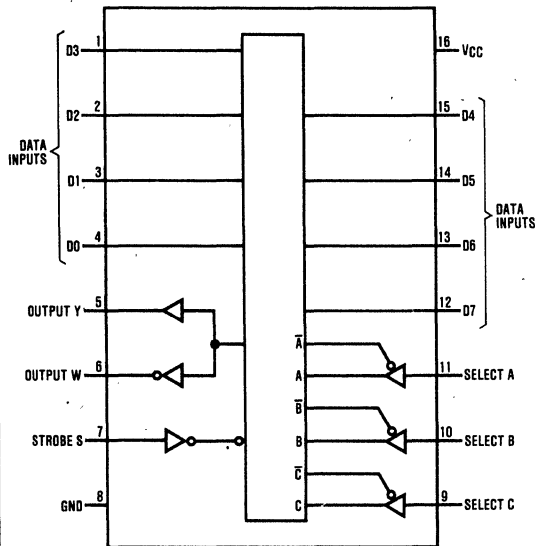 D3 1
2
D2
DATA
INPUTS
3
D1
4
D0
5
OUTPUT Y
6
OUTPUT W
7
STROBE S
8
GND
16
VCC
15
D4
14
D5
DATA
INPUTS
13
D6
12
D7
A̅
A
11
SELECT A
B̅
B
10
SELECT B
C̅
C
9
SELECT C